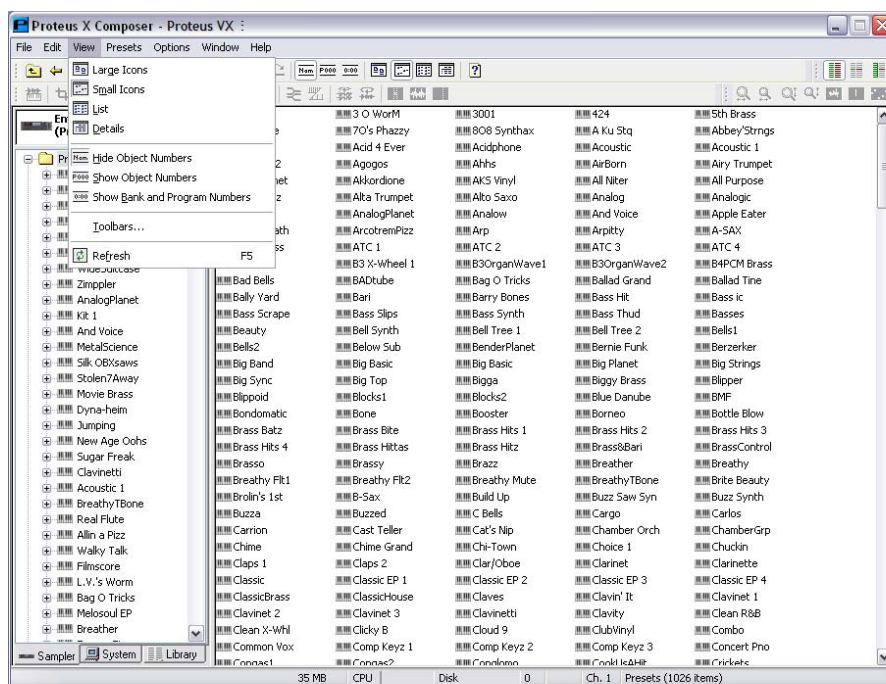 Proteus X Composer - Proteus VX
File Edit View Presets Options Window Help
Large Icons
Small Icons
List
Details
Hide Object Numbers
Show Object Numbers
Show Bank and Program Numbers
Toolbars...
Refresh F5
Zimppler
AnalogPlanet
Kit 1
And Voice
MetalScience
Silk OBXsaws
Stolen7Away
Movie Brass
Dyna-heim
Jumping
New Age Oohs
Sugar Freak
Clavinetti
Acoustic 1
BreathyTBone
Real Flute
Allin a Pizz
Walky Talk
Filmscore
L.V.'s Worm
Bag O Tricks
Melosoul EP
Breather
Sampler System Library
3 O WorM 3001 424 5th Brass
70's Phazzy 808 Synthax A Ku Stq Abbey'Strngs
Acid 4 Ever Acidphone Acoustic Acoustic 1
Agogos Ahhs AirBorn Airy Trumpet
Akkordione AKS Vinyl All Niter All Purpose
Alta Trumpet Alto Saxo Analog Analogic
AnalogPlanet Analow And Voice Apple Eater
ArcotremPizz Arp Arpitty A-SAX
ATC 1 ATC 2 ATC 3 ATC 4
B3 X-Wheel 1 B3OrganWave1 B3OrganWave2 B4PCM Brass
Bad Bells BADtube Bag O Tricks Ballad Grand Ballad Tine
Bally Yard Bari Barry Bones Bass Hit Bass ic
Bass Scrape Bass Slips Bass Synth Bass Thud Basses
Beauty Bell Synth Bell Tree 1 Bell Tree 2 Bells1
Bells2 Below Sub BenderPlanet Bernie Funk Berzerker
Big Band Big Basic Big Basic Big Planet Big Strings
Big Sync Big Top Bigga Biggy Brass Blipper
Blippoid Blocks1 Blocks2 Blue Danube BMF
Bondomatic Bone Booster Borneo Bottle Blow
Brass Batz Brass Bite Brass Hits 1 Brass Hits 2 Brass Hits 3
Brass Hits 4 Brass Hittas Brass Hitz Brass&Bari BrassControl
Brasso Brassy Brazz Breather Breathy
Breathy Flt1 Breathy Flt2 Breathy Mute BreathyTBone Brite Beauty
Brolin's 1st B-Sax Build Up Buzz Saw Syn Buzz Synth
Buzza Buzzed C Bells Cargo Carlos
Carrion Cast Teller Cat's Nip Chamber Orch ChamberGrp
Chime Chime Grand Chi-Town Choice 1 Chuckin
Claps 1 Claps 2 Clar/Oboe Clarinet Clarinette
Classic Classic EP 1 Classic EP 2 Classic EP 3 Classic EP 4
ClassicBrass ClassicHouse Claves Clavin' It Clavinet 1
Clavinet 2 Clavinet 3 Clavinetti Clavity Clean R&B
Clean X-Whl Clicky B Cloud 9 ClubVinyl Combo
Common Vox Comp Keyz 1 Comp Keyz 2 Comp Keyz 3 Concert Pno
Congas1 Congas2 Conglomo CookUsAHit Crickets
35 MB CPU Disk 0 Ch. 1 Presets (1026 items)